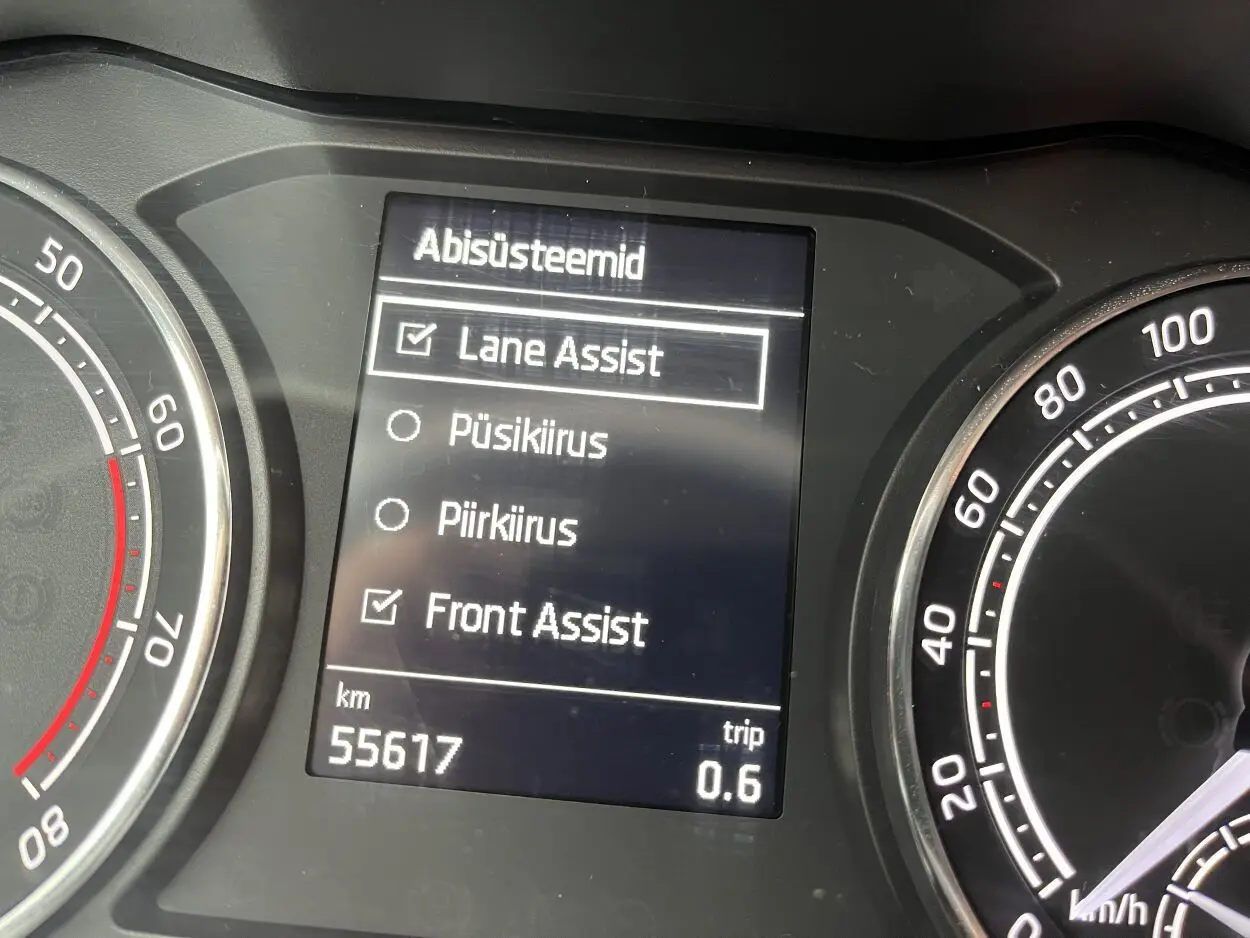 Abisüsteemid
Lane Assist
Püsikiirus
Piirkiirus
Front Assist
km
trip
55617
0.6
50
60
70
80
100
80
60
40
20
0
km/h